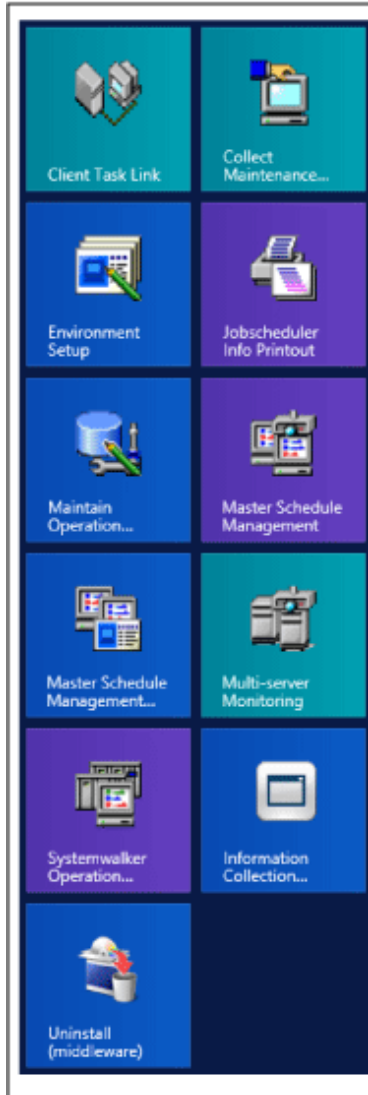 Client Task Link
Collect
Maintenance...
Environment
Setup
Jobscheduler
Info Printout
Maintain
Operation...
Master Schedule
Management
Master Schedule
Management...
Multi-server
Monitoring
Systemwalker
Operation...
Information
Collection...
Uninstall
(middleware)